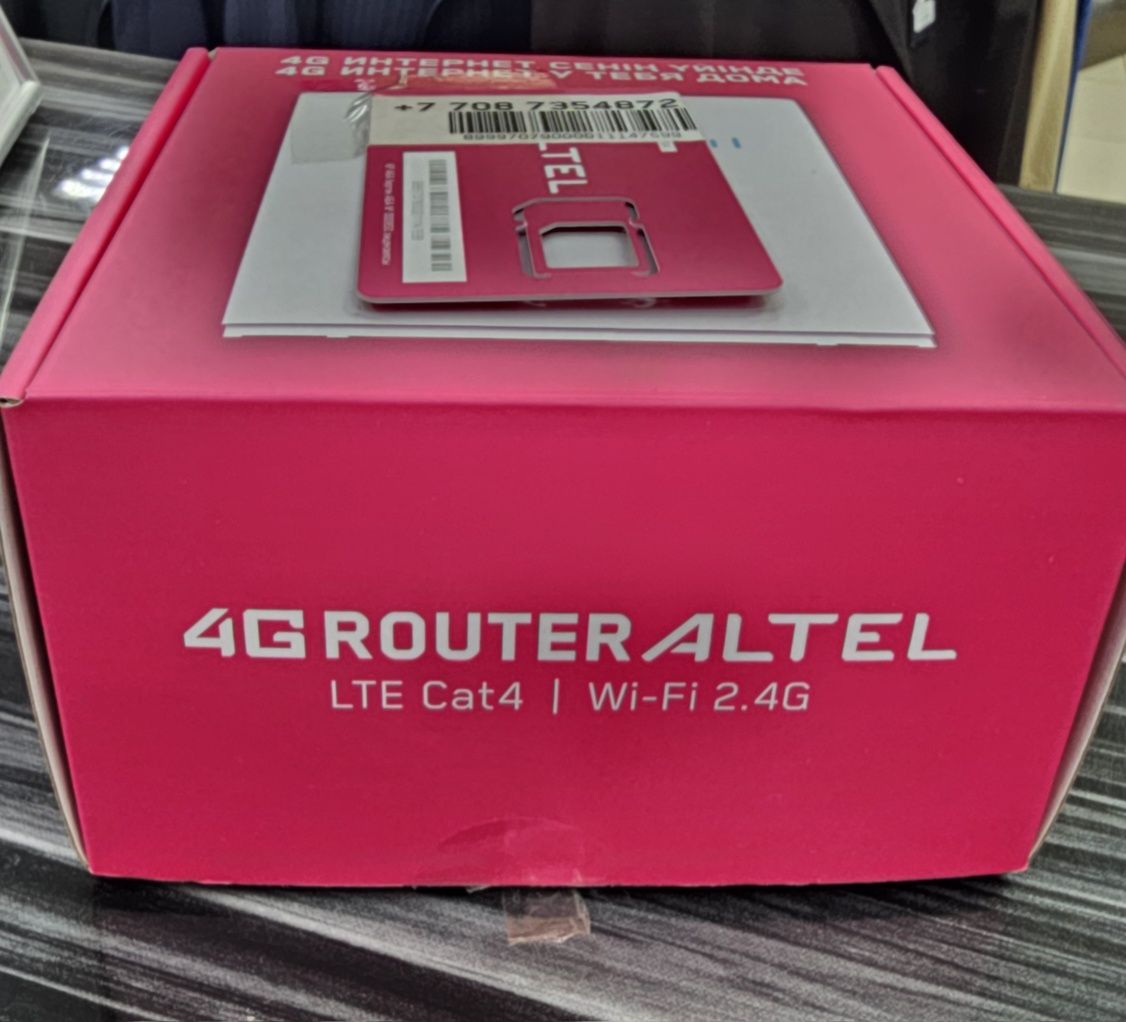 4G ИНТЕРНЕТ СЕНІҢ ҮЙІҢДЕ
4G ИНТЕРНЕТ У ТЕБЯ ДОМА
+7 708 7354872
ALTEL
4G ROUTER ALTEL
LTE Cat4 | Wi-Fi 2.4G